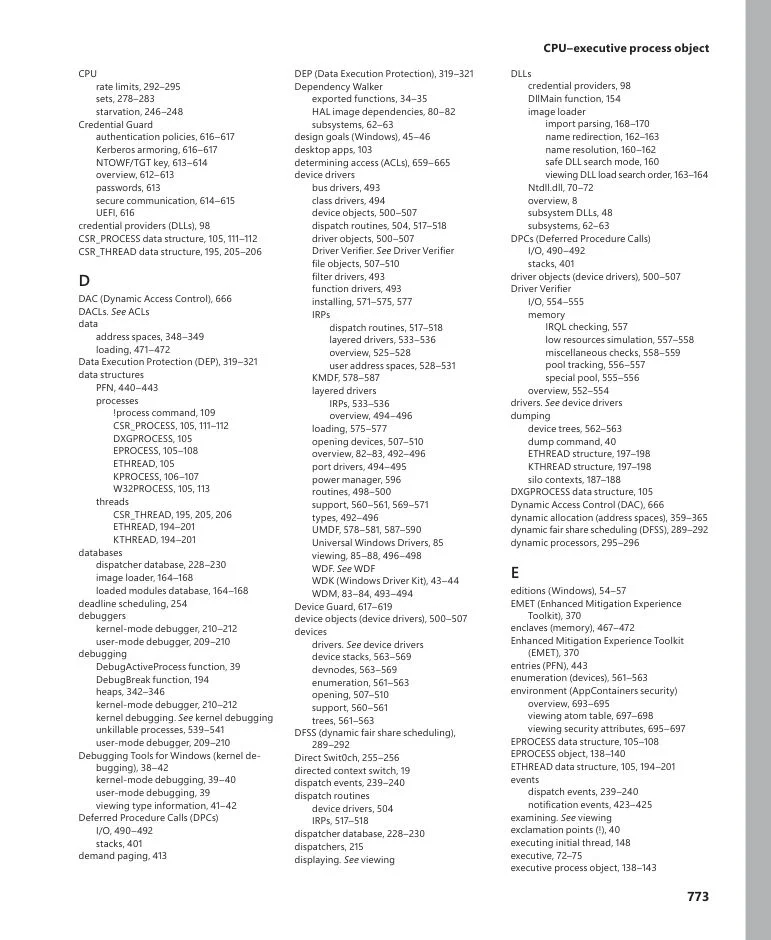 CPU–executive process object
CPU
rate limits, 292–295
sets, 278–283
starvation, 246–248
Credential Guard
authentication policies, 616–617
Kerberos armoring, 616–617
NTOWF/TGT key, 613–614
overview, 612–613
passwords, 613
secure communication, 614–615
UEFI, 616
credential providers (DLLs), 98
CSR_PROCESS data structure, 105, 111–112
CSR_THREAD data structure, 195, 205–206
D
DAC (Dynamic Access Control), 666
DACLs. See ACLs
data
address spaces, 348–349
loading, 471–472
Data Execution Protection (DEP), 319–321
data structures
PFN, 440–443
processes
!process command, 109
CSR_PROCESS, 105, 111–112
DXGPROCESS, 105
EPROCESS, 105–108
ETHREAD, 105
KPROCESS, 106–107
W32PROCESS, 105, 113
threads
CSR_THREAD, 195, 205, 206
ETHREAD, 194–201
KTHREAD, 194–201
databases
dispatcher database, 228–230
image loader, 164–168
loaded modules database, 164–168
deadline scheduling, 254
debuggers
kernel-mode debugger, 210–212
user-mode debugger, 209–210
debugging
DebugActiveProcess function, 39
DebugBreak function, 194
heaps, 342–346
kernel-mode debugger, 210–212
kernel debugging. See kernel debugging
unkillable processes, 539–541
user-mode debugger, 209–210
Debugging Tools for Windows (kernel de-
bugging), 38–42
kernel-mode debugger, 39–40
user-mode debugger, 39
viewing type information, 41–42
Deferred Procedure Calls (DPCs)
I/O, 490–492
stacks, 401
demand paging, 413
DEP (Data Execution Protection), 319–321
Dependency Walker
exported functions, 34–35
HAL image dependencies, 80–82
subsystems, 62–63
design goals (Windows), 45–46
desktop apps, 103
determining access (ACLs), 659–665
device drivers
bus drivers, 493
class drivers, 494
device objects, 500–507
dispatch routines, 504, 517–518
driver objects, 500–507
Driver Verifier. See Driver Verifier
file objects, 507–510
filter drivers, 493
function drivers, 493
installing, 571–575, 577
IRPs
dispatch routines, 517–518
layered drivers, 533–536
overview, 525–528
user address spaces, 528–531
KMDF, 578–587
layered drivers
IRPs, 533–536
overview, 494–496
loading, 575–577
opening devices, 507–510
overview, 82–83, 492–496
port drivers, 494–495
power manager, 596
routines, 498–500
support, 560–561, 569–571
types, 492–496
UMDF, 578–581, 587–590
Universal Windows Drivers, 85
viewing, 85–88, 496–498
WDF. See WDF
WDK (Windows Driver Kit), 43–44
WDM, 83–84, 493–494
Device Guard, 617–619
device objects (device drivers), 500–507
devices
drivers. See device drivers
device stacks, 563–569
devnodes, 563–569
enumeration, 561–563
opening, 507–510
support, 560–561
trees, 561–563
DFSS (dynamic fair share scheduling),
289–292
Direct Swit0ch, 255–256
directed context switch, 19
dispatch events, 239–240
dispatch routines
device drivers, 504
IRPs, 517–518
dispatcher database, 228–230
dispatchers, 215
displaying. See viewing
DLLs
credential providers, 98
DllMain function, 154
image loader
import parsing, 168–170
name redirection, 162–163
name resolution, 160–162
safe DLL search mode, 160
viewing DLL load search order, 163–164
Ntdll.dll, 70–72
overview, 8
subsystem DLLs, 48
subsystems, 62–63
DPCs (Deferred Procedure Calls)
I/O, 490–492
stacks, 401
driver objects (device drivers), 500–507
Driver Verifier
I/O, 554–555
memory
IRQL checking, 557
low resources simulation, 557–558
miscellaneous checks, 558–559
pool tracking, 556–557
special pool, 555–556
overview, 552–554
drivers. See device drivers
dumping
device trees, 562–563
dump command, 40
ETHREAD structure, 197–198
KTHREAD structure, 197–198
silo contexts, 187–188
DXGPROCESS data structure, 105
Dynamic Access Control (DAC), 666
dynamic allocation (address spaces), 359–365
dynamic fair share scheduling (DFSS), 289–292
dynamic processors, 295–296
E
editions (Windows), 54–57
EMET (Enhanced Mitigation Experience
Toolkit), 370
enclaves (memory), 467–472
Enhanced Mitigation Experience Toolkit
(EMET), 370
entries (PFN), 443
enumeration (devices), 561–563
environment (AppContainers security)
overview, 693–695
viewing atom table, 697–698
viewing security attributes, 695–697
EPROCESS data structure, 105–108
EPROCESS object, 138–140
ETHREAD data structure, 105, 194–201
events
dispatch events, 239–240
notification events, 423–425
examining. See viewing
exclamation points (!), 40
executing initial thread, 148
executive, 72–75
executive process object, 138–143
773